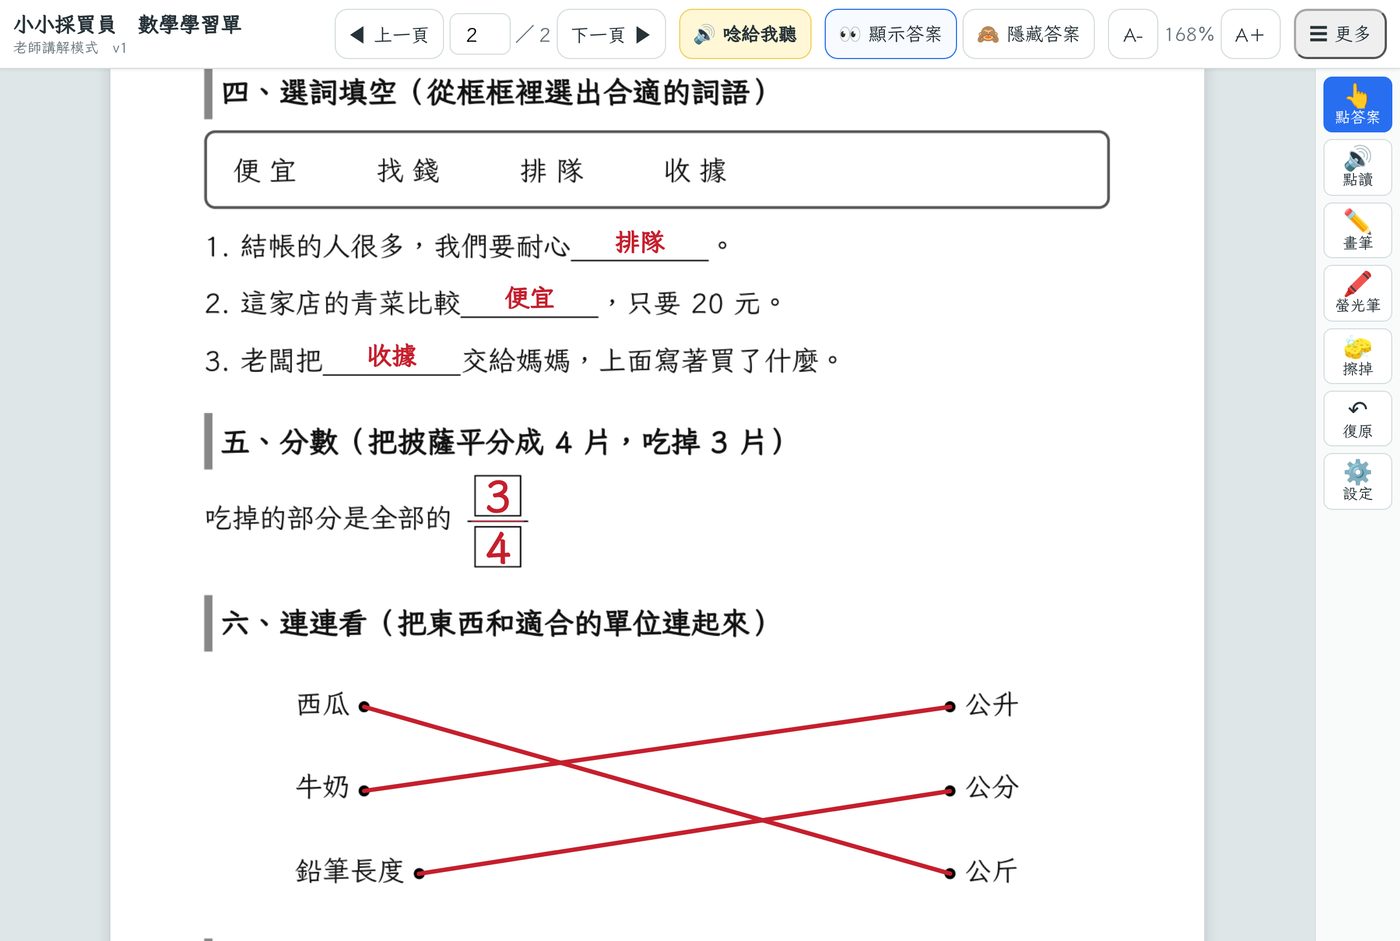 小小採買員　數學學習單
老師講解模式　v1
◀ 上一頁
2
／2
下一頁 ▶
唸給我聽
顯示答案
隱藏答案
A-
168%
A+
☰ 更多
四、選詞填空（從框框裡選出合適的詞語）
便宜　找錢　排隊　收據
1. 結帳的人很多，我們要耐心排隊。
2. 這家店的青菜比較便宜，只要 20 元。
3. 老闆把收據交給媽媽，上面寫著買了什麼。
五、分數（把披薩平分成 4 片，吃掉 3 片）
吃掉的部分是全部的
3
4
六、連連看（把東西和適合的單位連起來）
西瓜　公升
牛奶　公分
鉛筆長度　公斤
點答案
點讀
畫筆
螢光筆
擦掉
復原
設定